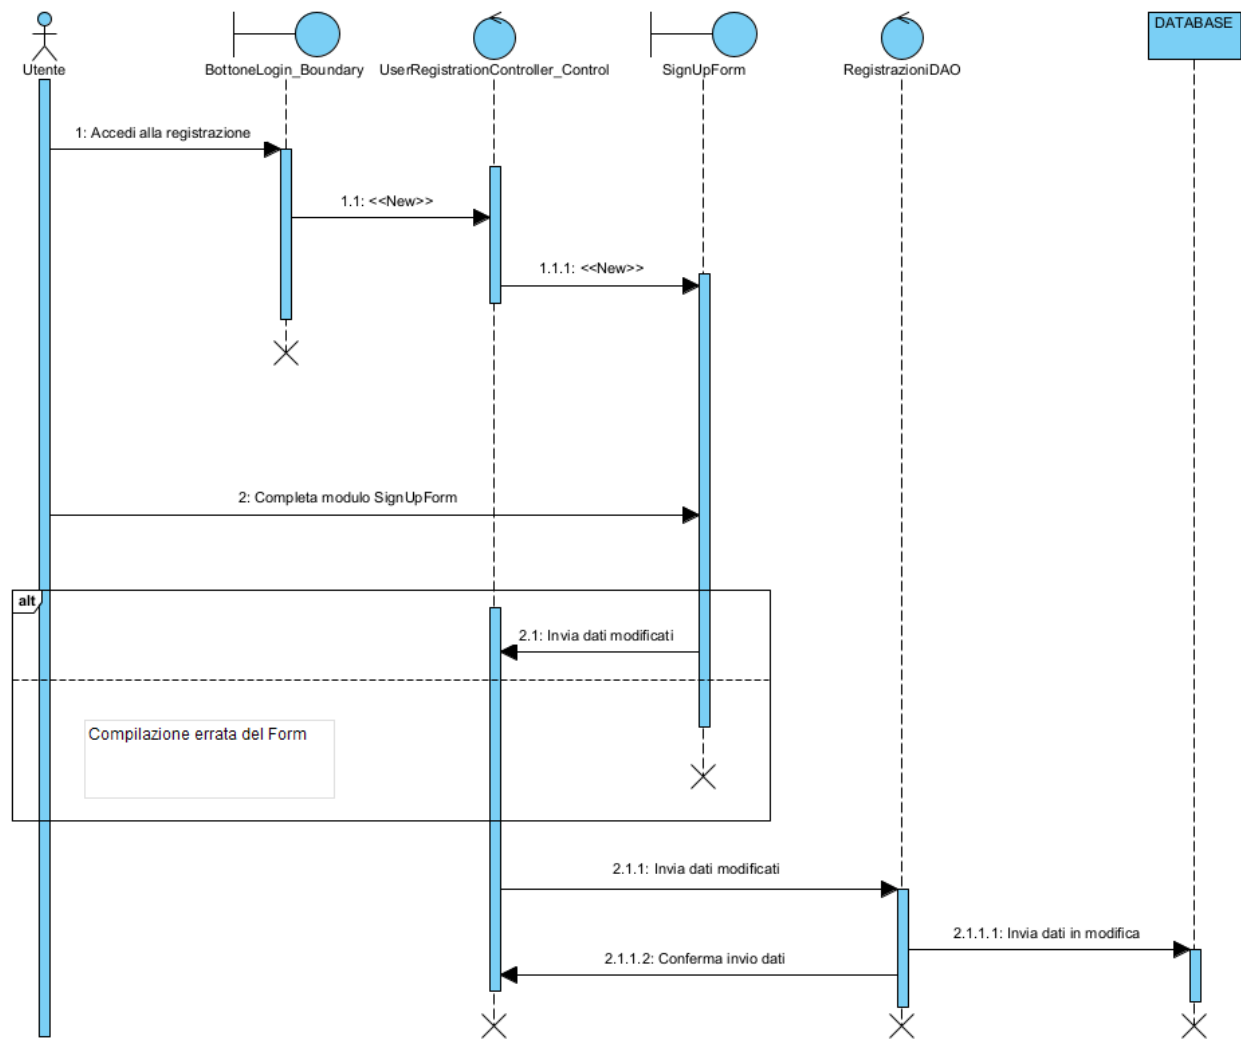 DATABASE
Utente
BottoneLogin_Boundary
UserRegistrationController_Control
SignUpForm
RegistrazioniDAO
1: Accedi alla registrazione
1.1: <<New>>
1.1.1: <<New>>
2: Completa modulo SignUpForm
alt
2.1: Invia dati modificati
Compilazione errata del Form
2.1.1: Invia dati modificati
2.1.1.1: Invia dati in modifica
2.1.1.2: Conferma invio dati